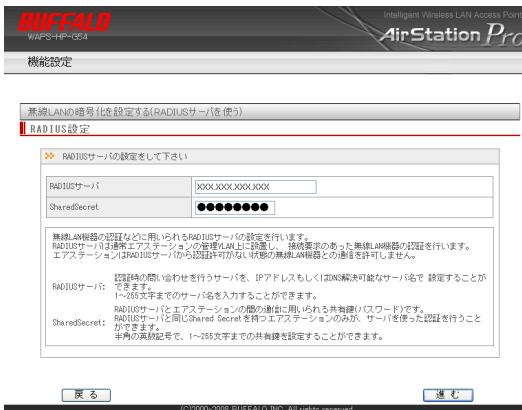 BUFFALO
WAPS-HP-G54
Intelligent Wireless LAN Access Point
AirStation Pro
機能設定
無線LANの暗号化を設定する(RADIUSサーバを使う)
RADIUS設定
RADIUSサーバの設定をして下さい
RADIUSサーバ XXX.XXX.XXX.XXX
SharedSecret ●●●●●●●●
無線LAN機器の認証などに用いられるRADIUSサーバの設定を行います。
RADIUSサーバは通常エアステーションの管理VLAN上に設置し、 接続要求のあった無線LAN機器の認証を行います。
エアステーションはRADIUSサーバから認証許可がない状態の無線LAN機器との通信を許可しません。
RADIUSサーバ: 認証時の問い合わせを行うサーバを、IPアドレスもしくはDNS解決可能なサーバ名で 設定することが
できます。
1～255文字までのサーバ名を入力することができます。
SharedSecret: RADIUSサーバとエアステーションの間の通信に用いられる共有鍵(パスワード)です。
RADIUSサーバと同じShared Secretを持つエアステーションのみが、サーバを使った認証を行うこと
ができます。
半角の英数記号で、1～255文字までの共有鍵を設定することができます。
戻る 進む
(C)2000-2008 BUFFALO INC. All rights reserved.